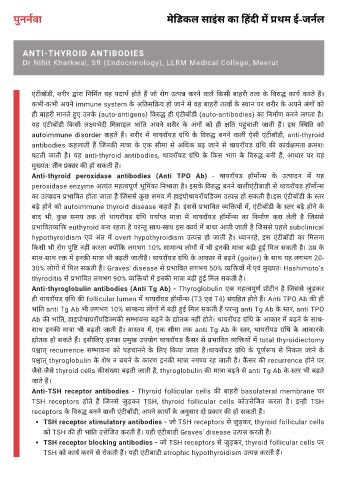 पुनर्नवा
मेडिकल साइंस का हिंदी में प्रथम ई-जर्नल
ANTI-THYROID ANTIBODIES
Dr Nihit Kharkwal, SR (Endocrinology), LLRM Medical College, Meerut
एंटीबॉडी, शरीर द्वारा निर्मित वह पदार्थ होते हैं जो रोग उत्पन्न करने वाले किसी बाहरी तत्व के विरुद्ध कार्य करते हैं।
कभी-कभी अपने immune system के अतिसक्रिय हो जाने से वह बाहरी तत्वों के स्थान पर शरीर के अपने अंगों को
ही बाहरी मानते हुए उनके (auto-antigens) विरुद्ध ही एंटीबॉडी (auto-antibodies) का निर्माण करने लगता है।
यह एंटीबॉडी किसी लक्ष्यभेदी मिसाइल भांति अपने शरीर के अंगों को ही क्षति पहुंचाती जाती है। इस स्थिति को
autoimmune disorder कहते हैं। शरीर में थायरॉयड ग्रंथि के विरुद्ध बनने वाली ऐसी एंटीबॉडी, anti-thyroid
antibodies कहलाती हैं जिनकी मात्रा के एक सीमा से अधिक बढ़ जाने से थायरॉयड ग्रंथि की कार्यक्षमता क्रमशः
घटती जाती है। यह anti-thyroid antibodies, थायरॉयड ग्रंथि के किस भाग के विरुद्ध बनी हैं, आधार पर यह
मुख्यतः तीन प्रकार की हो सकती हैं।
Anti-thyroid peroxidase antibodies (Anti TPO Ab) - थायरॉयड हॉर्मोन्स के उत्पादन में यह
peroxidase enzyme अत्यंत महत्वपूर्ण भूमिका निभाता है। इसके विरुद्ध बनने वालीएंटीबाडी से थायरॉयड हॉर्मोन्स
का उत्पादन प्रभावित होता जाता है जिससे कुछ समय में हाइपोथायरॉयडिज्म उत्पन्न हो सकती है।इस एंटीबॉडी के स्तर
बढ़े होने को autoimmune thyroid disease कहते हैं। इससे प्रभावित व्यक्तियों में, एंटीबॉडी के स्तर बढ़े होने के
बाद भी, कुछ समय तक तो थायरॉयड ग्रंथि पर्याप्त मात्रा में थायरॉयड हॉर्मोन्स का निर्माण करा लेती है जिससे
प्रभावितव्यक्ति euthyroid बना रहता है परन्तु साथ-साथ इस कार्य में बाधा आती जाती है जिससे पहले subclinical
hypothyroidism एवं अंत में overt hypothyroidism उत्पन्न हो जाती है। ध्यानरहे, इस एंटीबॉडी का मिलना
किसी भी रोग पुष्टि नहीं करता क्योंकि लगभग 10% सामान्य लोगों में भी इनकी मात्रा बढ़ी हुई मिल सकती है। उम्र के
साथ-साथ रक्त में इनकी मात्रा भी बढ़ती जातीहै। थायरॉयड ग्रंथि के आकार में बढ़ने (goiter) के साथ यह लगभग 20-
30% लोगों में मिल सकती हैं। Graves' disease से प्रभावित लगभग 50% व्यक्तियों में एवं मुख्यतः Hashimoto's
thyroditis से प्रभावित लगभग 90% व्यक्तियों में इनकी मात्रा बढ़ी हुई मिल सकती है।
Anti-thyroglobulin antibodies (Anti Tg Ab) - Thyroglobulin एक महत्वपूर्ण प्रोटीन है जिससे जुड़कर
ही थायरॉयड ग्रंथि की follicular lumen में थायरॉयड हॉर्मोन्स (T3 एवं T4) संग्रहित होते हैं। Anti TPO Ab की ही
भांति anti Tg Ab भी लगभग 10% सामान्य लोगों में बढ़ी हुई मिल सकती हैं परन्तु anti Tg Ab के स्तर, anti TPO
Ab की भांति, हाइपोथायरॉयडिज्मकी सम्भावना बढ़ने के द्योतक नहीं होते। थायरॉयड ग्रंथि के आकार में बढ़ने के साथ-
साथ इनकी मात्रा भी बढ़ती जाती है। वास्तव में, एक सीमा तक anti Tg Ab के स्तर, थायरॉयड ग्रंथि के आकारके
द्योतक हो सकते हैं। इसीलिए इनका प्रमुख उपयोग थायरॉयड कैंसर से प्रभावित व्यक्तियों में total thyroidectomy
पश्चात् recurrence सम्भावना को पहचानने के लिए किया जाता है।थायरॉयड ग्रंथि के पूर्णरूप से निकल जाने के
पश्चात् thyroglobulin के शेष न बचने के कारण इनकी मात्रा नगण्य रह जाती है। कैंसर की recurrence होने पर
जैसे-जैसे thyroid cells कीसंख्या बढ़ती जाती हैं, thyroglobulin की मात्रा बढ़ने से anti Tg Ab के स्तर भी बढ़ते
जाते हैं।
Anti-TSH receptor antibodies - Thyroid follicular cells की बाहरी basolateral membrane पर
TSH receptors होते हैं जिनसे जुड़कर TSH, thyroid follicular cells कोउत्तेजित करता है। इन्हीं TSH
receptors के विरुद्ध बनने वाली एंटीबॉडी, अपने कार्यों के अनुसार दो प्रकार की हो सकती हैं।
• TSH receptor stimulatory antibodies - जो TSH receptors से जुड़कर, thyroid follicular cells
को TSH की ही भांति उत्तेजित करती हैं। यही एंटीबाडी Graves' disease उत्पन्न करती हैं।
• TSH receptor blocking antibodies - जो TSH receptors से जुड़कर, thyroid follicular cells पर
TSH को कार्य करने से रोकती हैं। यही एंटीबाडी atrophic hypothyroidism उत्पन्न करती हैं।